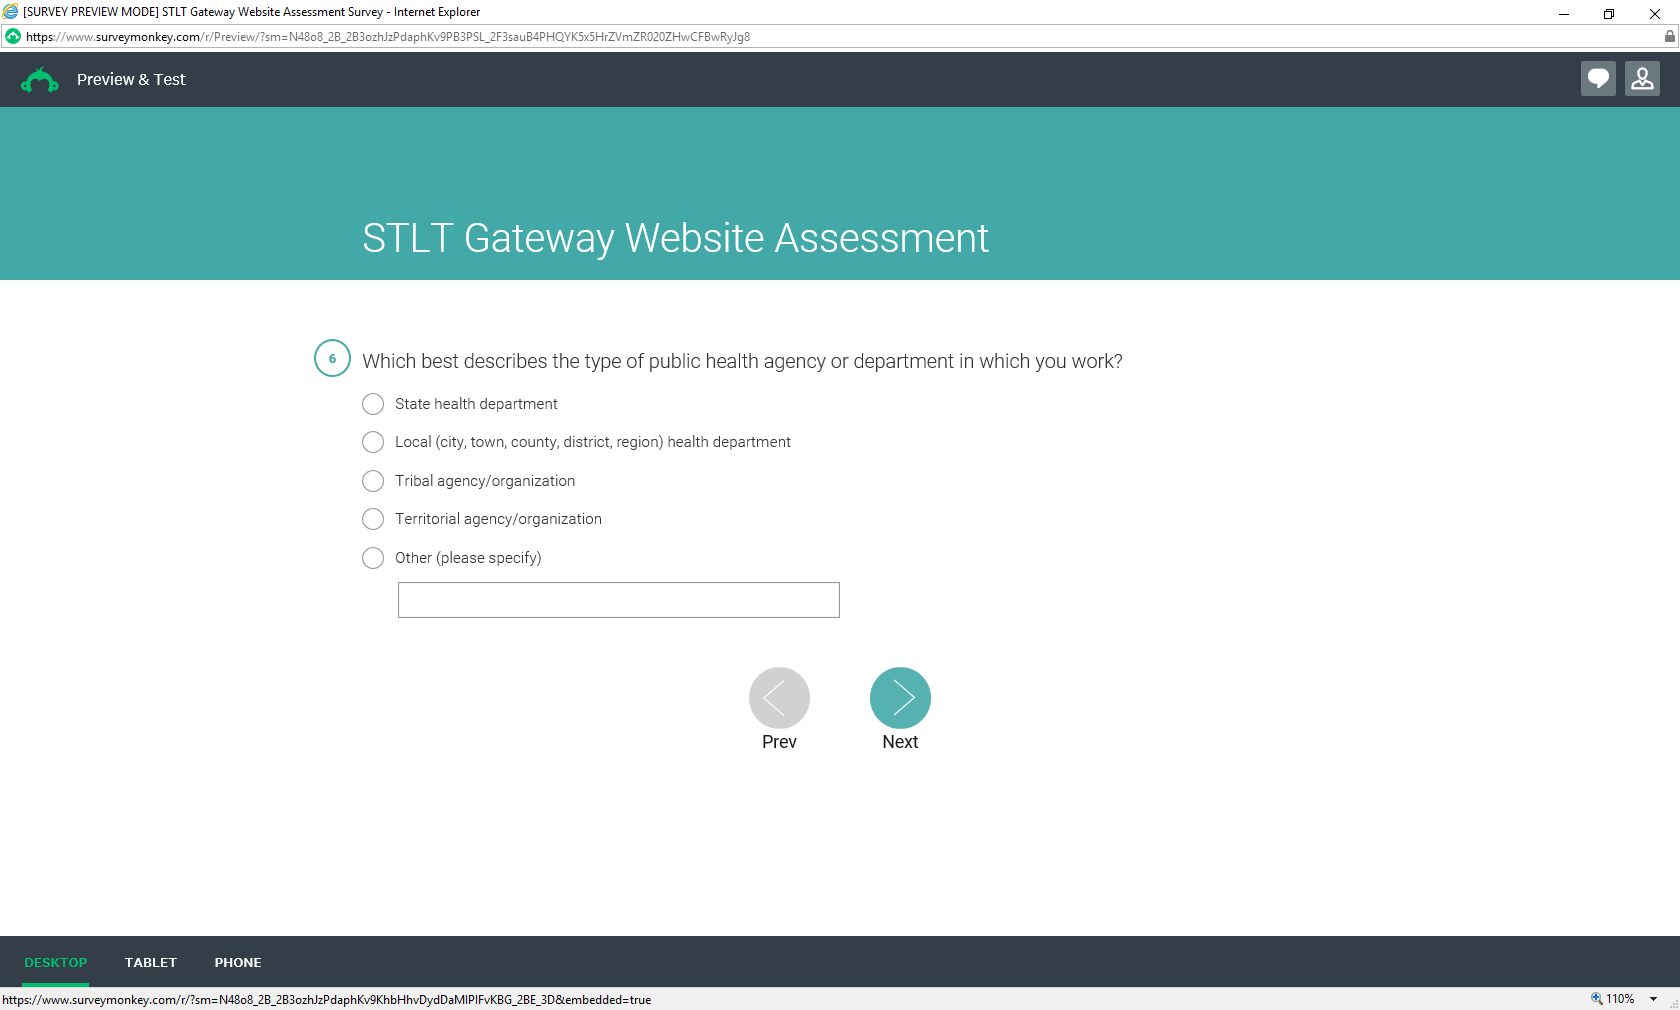 [SURVEY PREVIEW MODE] STLT Gateway Website Assessment Survey - Internet Explorer
https://www.surveymonkey.com/r/Preview/?sm=N48o8_2B_2B3ozhJzPdaphKv9PB3PSL_2F3sauB4PHQYK5x5HrZVmZR020ZHwCFBwRyJg8
Preview & Test
STLT Gateway Website Assessment
6 Which best describes the type of public health agency or department in which you work?
State health department
Local (city, town, county, district, region) health department
Tribal agency/organization
Territorial agency/organization
Other (please specify)
Prev Next
DESKTOP TABLET PHONE
https://www.surveymonkey.com/r/?sm=N48o8_2B_2B3ozhJzPdaphKv9KhbHhvDydDaMIPlFvKBG_2BE_3D&embedded=true
110%